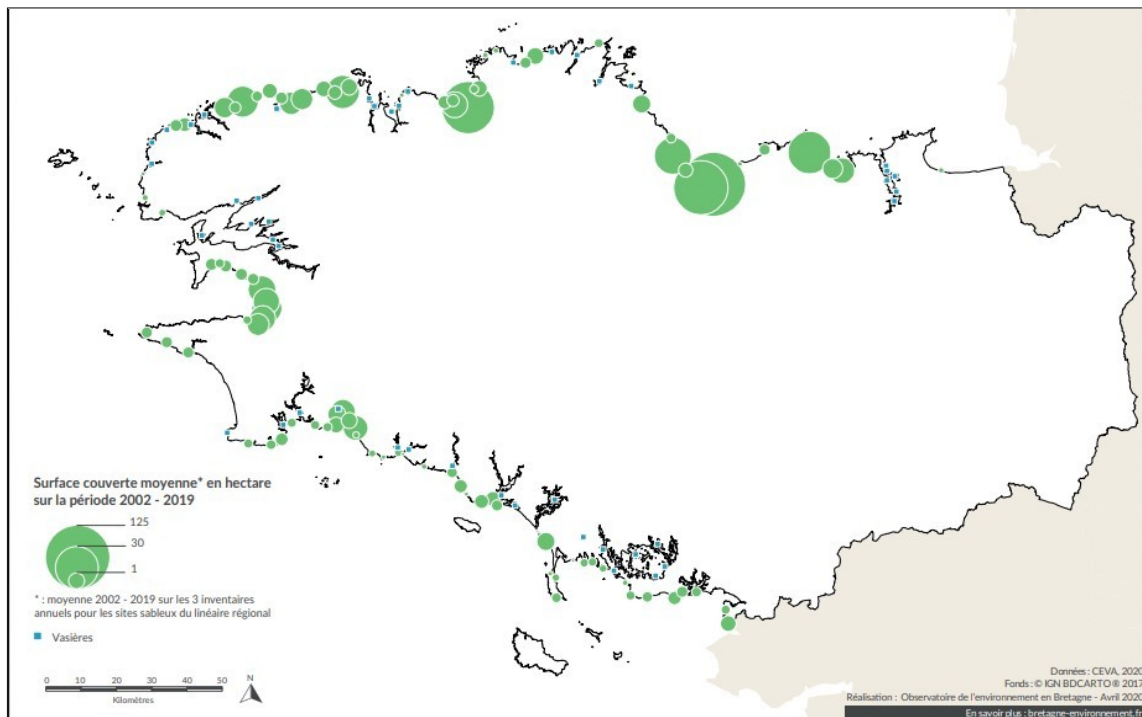 Surface couverte moyenne* en hectare
sur la période 2002 - 2019
125
30
1
* : moyenne 2002 - 2019 sur les 3 inventaires
annuels pour les sites sableux du linéaire régional
Vasières
0 10 20 30 40 50
Kilomètres
N
Données : CEVA, 2020
Fonds : © IGN BDCARTO ® 2017
Réalisation : Observatoire de l'environnement en Bretagne - Avril 2020
En savoir plus : bretagne-environnement.fr